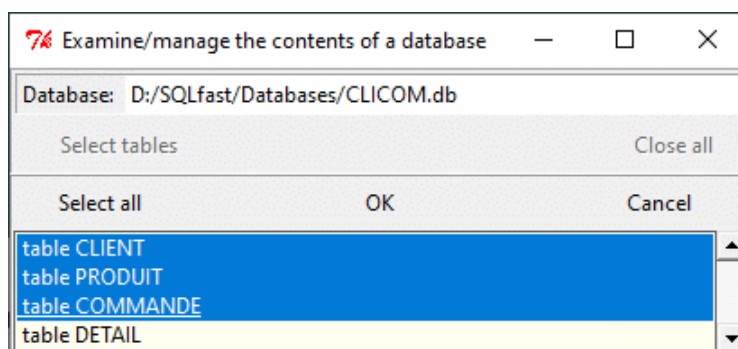 Examine/manage the contents of a database
Database: D:/SQLfast/Databases/CLICOM.db
Select tables Close all
Select all OK Cancel
table CLIENT
table PRODUIT
table COMMANDE
table DETAIL